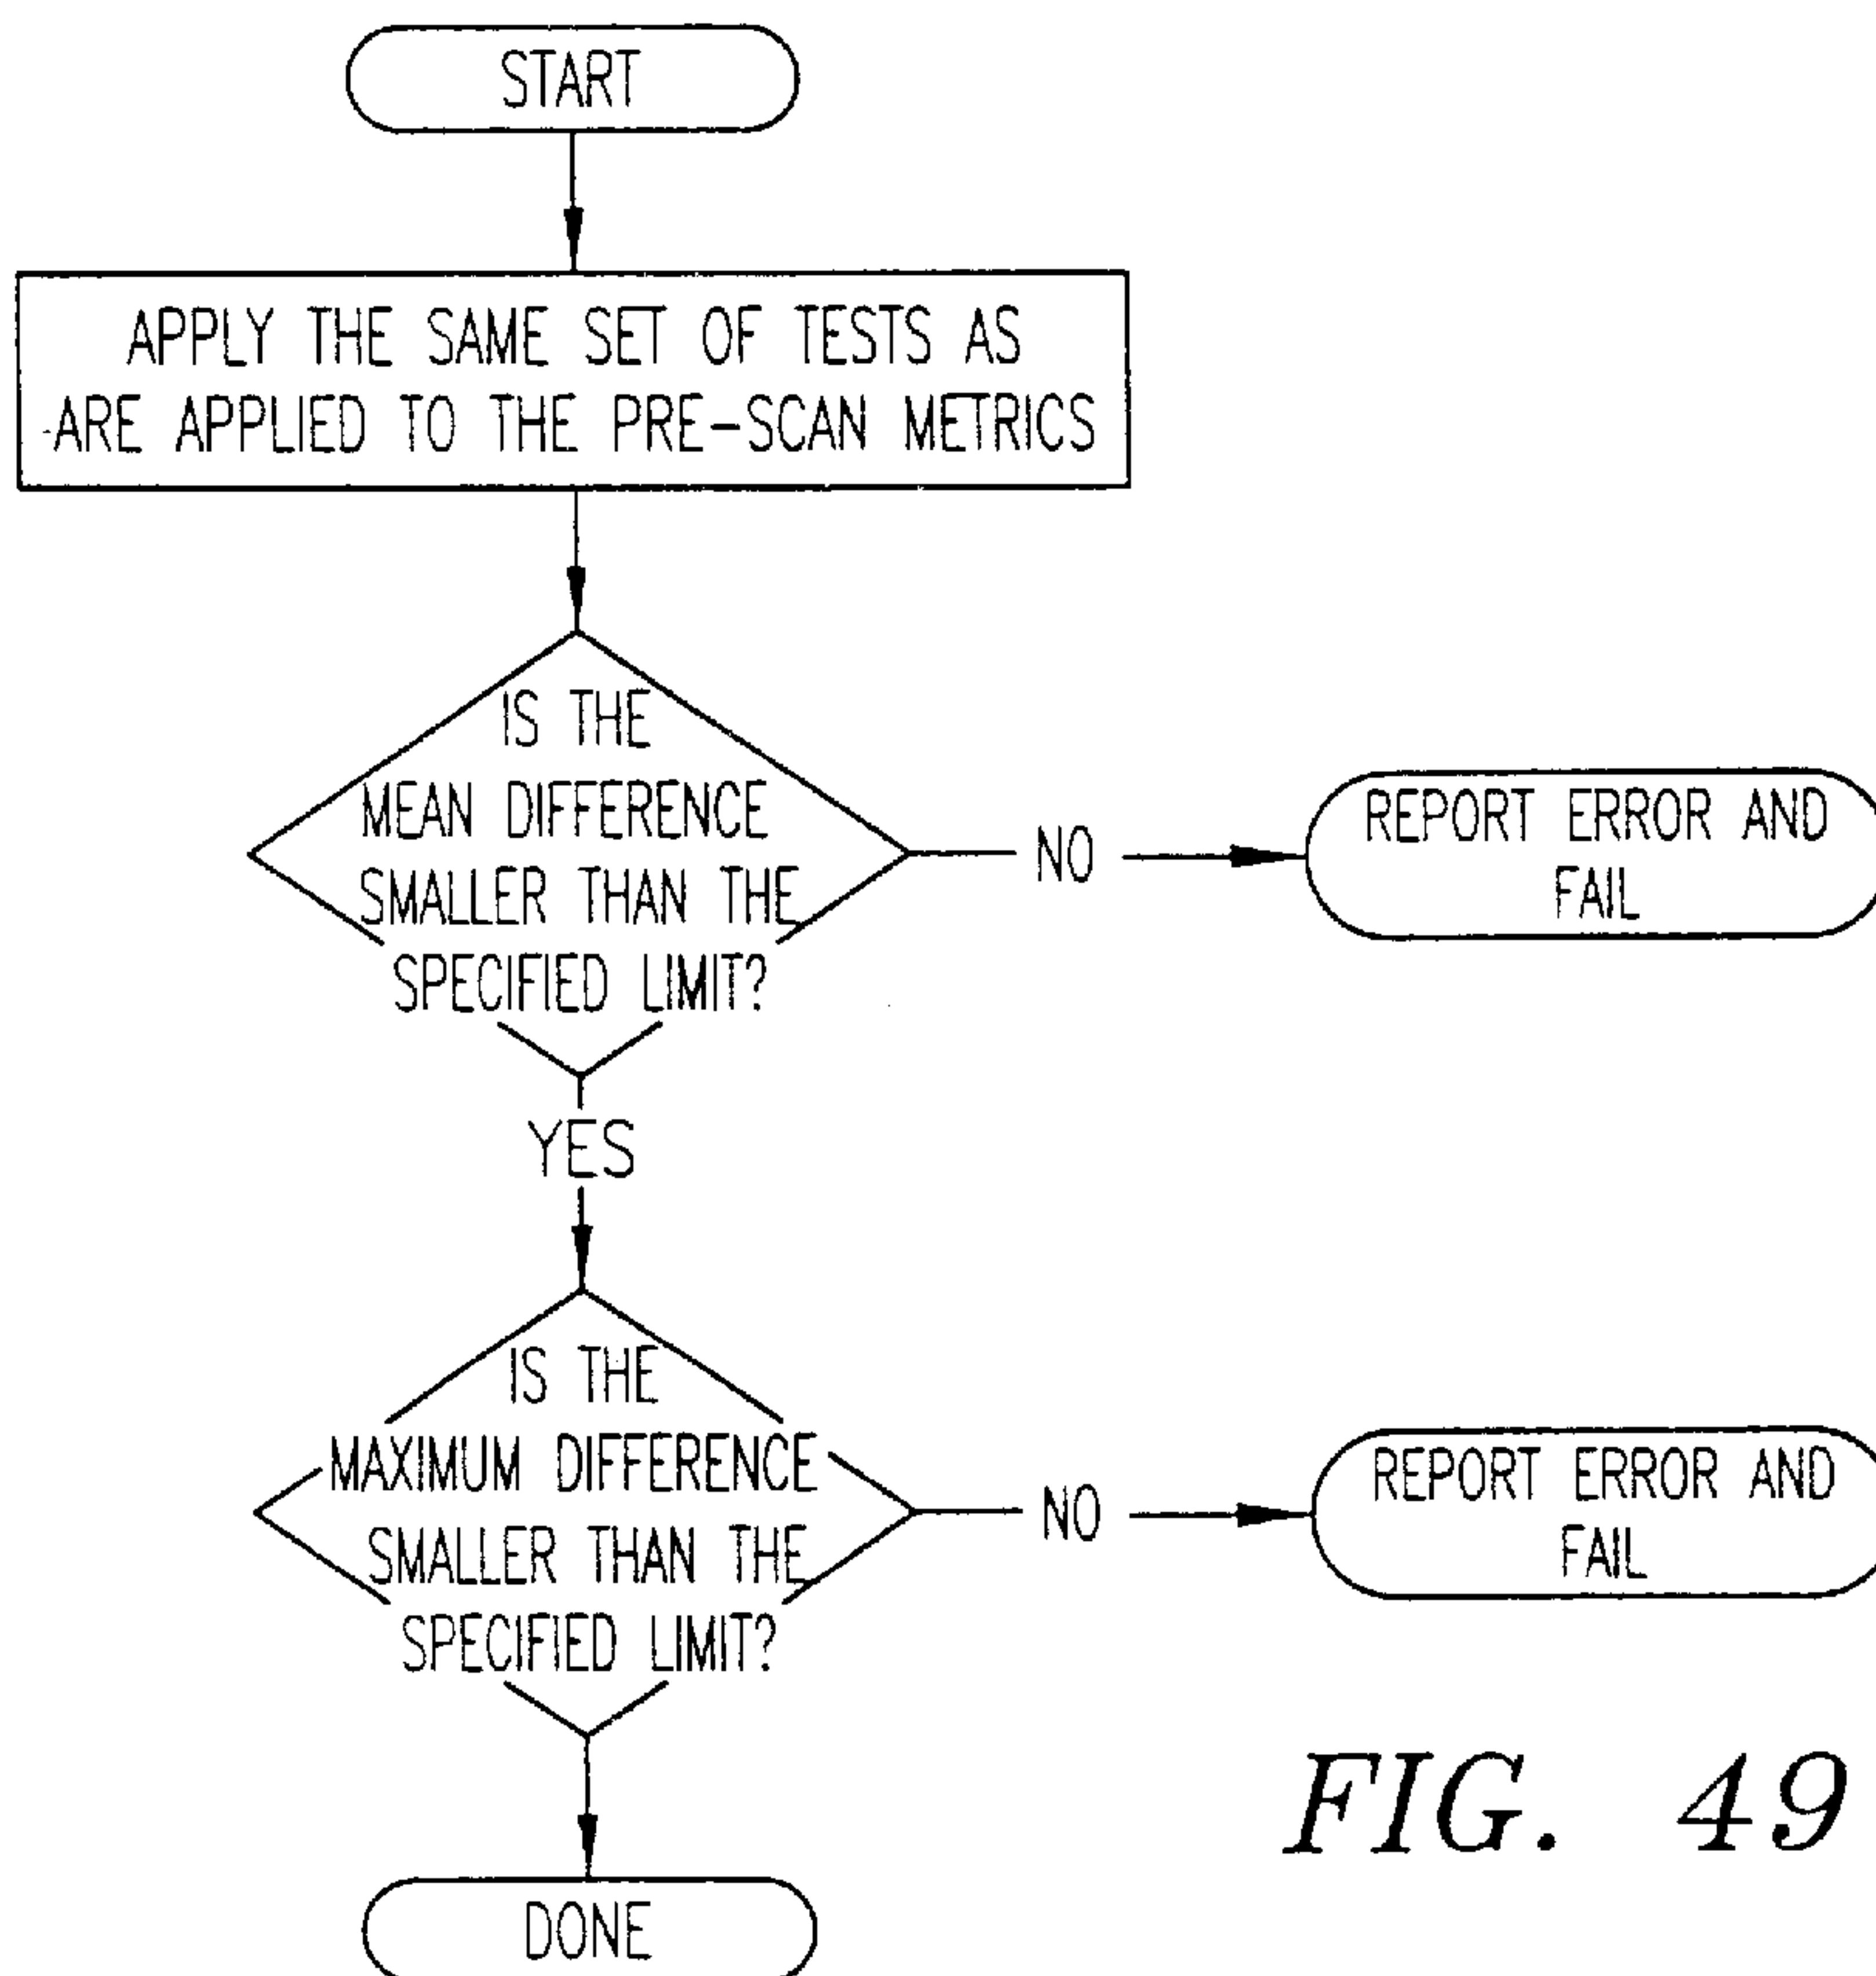 START
APPLY THE SAME SET OF TESTS AS
ARE APPLIED TO THE PRE-SCAN METRICS
IS THE
MEAN DIFFERENCE
SMALLER THAN THE
SPECIFIED LIMIT?
NO
REPORT ERROR AND
FAIL
YES
IS THE
MAXIMUM DIFFERENCE
SMALLER THAN THE
SPECIFIED LIMIT?
NO
REPORT ERROR AND
FAIL
DONE
FIG. 49